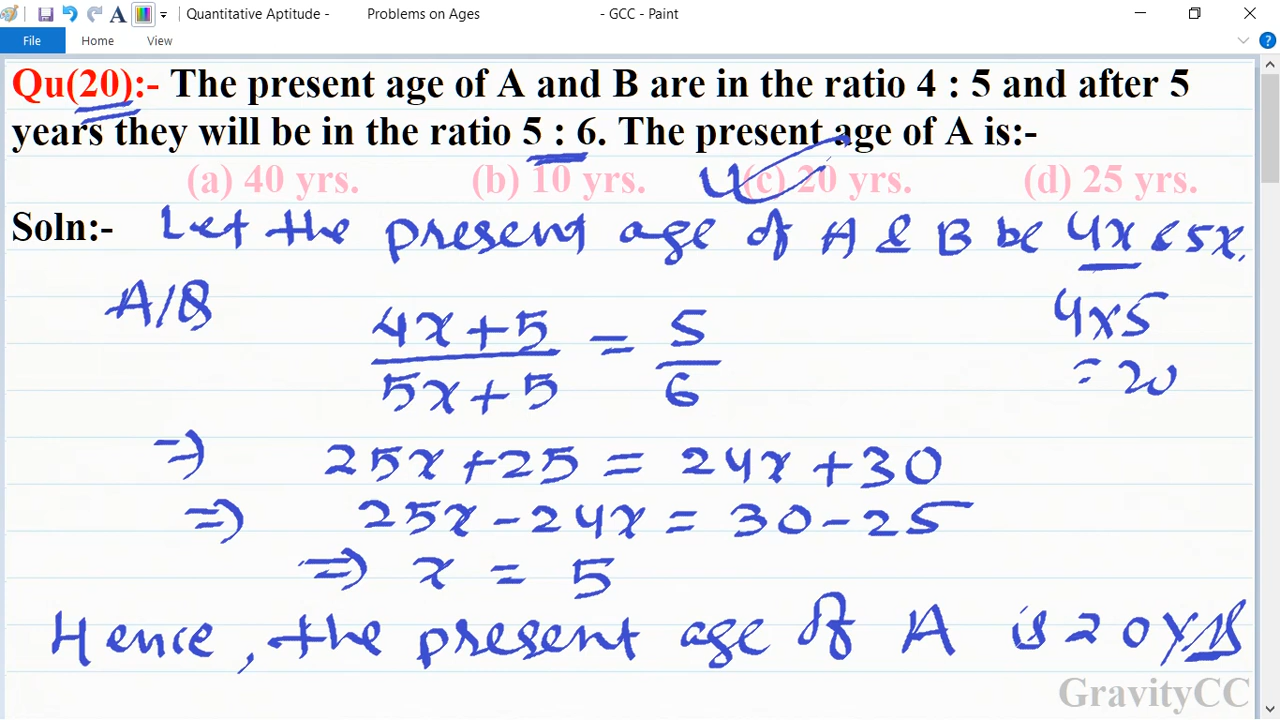 Quantitative Aptitude - Problems on Ages - GCC - Paint
File Home View
Qu(20):- The present age of A and B are in the ratio 4 : 5 and after 5
years they will be in the ratio 5 : 6. The present age of A is:-
(a) 40 yrs. (b) 10 yrs. (c) 20 yrs. (d) 25 yrs.
Soln:- Let the present age of A & B be 4x & 5x.
A/Q
4x+5 / 5x+5 = 5/6
4x5
= 20
=> 25x+25 = 24x+30
=> 25x-24x = 30-25
=> x = 5
Hence, the present age of A is 20 yrs
GravityCC